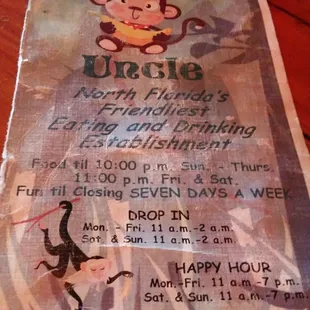 Uncle
North Florida's
Friendliest
Eating and Drinking
Establishment
Food til 10:00 p.m. Sun. - Thurs.
11:00 p.m. Fri. & Sat.
Fun til Closing SEVEN DAYS A WEEK
DROP IN
Mon. - Fri. 11 a.m.-2 a.m.
Sat. & Sun. 11 a.m.-2 a.m.
HAPPY HOUR
Mon.-Fri. 11 a.m.-7 p.m.
Sat. & Sun. 11 a.m.-7 p.m.